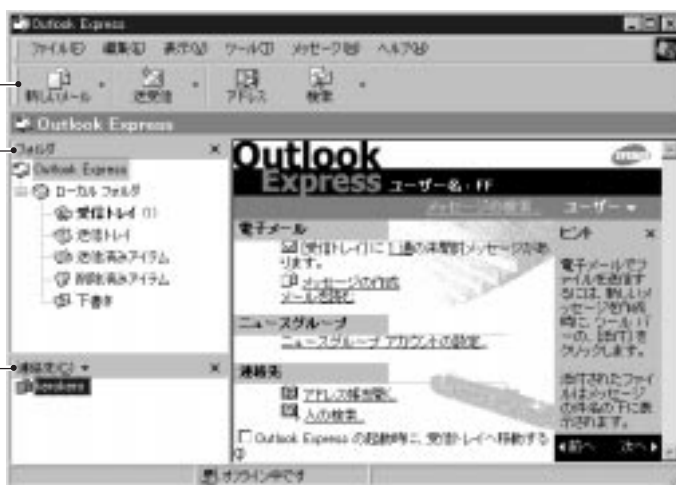 Outlook Express
ファイル(F) 編集(E) 表示(V) ツール(T) メッセージ(M) ヘルプ(H)
新しいメール 送受信 アドレス 検索
Outlook Express
フォルダ
Outlook Express
ローカル フォルダ
受信トレイ (1)
送信トレイ
送信済みアイテム
削除済みアイテム
下書き
連絡先(C)
Outlook
Express ユーザー名 : FF
msn
メッセージの検索... ユーザー
電子メール
[受信トレイ]に 1 通の未開封メッセージがあ
ります。
メッセージの作成
メールを読む
ニュースグループ
ニュースグループ アカウントの設定...
連絡先
アドレス帳を開く...
人の検索...
Outlook Express の起動時に、受信トレイへ移動する
ヒント
電子メールでフ
ァイルを送信す
るには、新しいメ
ッセージを作成
時に、ツール バ
ーの、[添付]を
クリックします。
添付されたファイ
ルはメッセージ
の件名の下に表
示されます。
前へ 次へ
オフライン中です